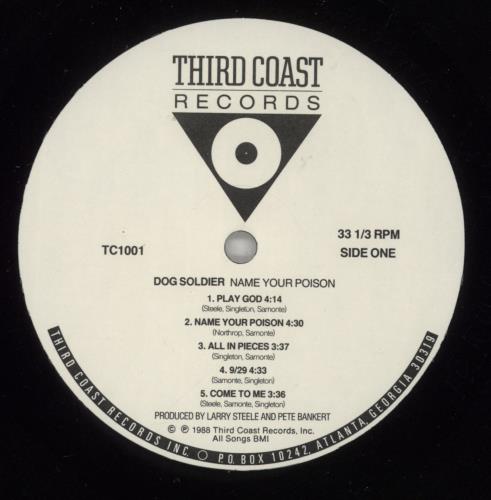 THIRD COAST
RECORDS
TC1001
33 1/3 RPM
SIDE ONE
DOG SOLDIER NAME YOUR POISON
1. PLAY GOD 4:14
(Steele, Singleton, Samonte)
2. NAME YOUR POISON 4:30
(Northrop, Samonte)
3. ALL IN PIECES 3:37
(Singleton, Samonte)
4. 9/29 4:33
(Samonte, Singleton)
5. COME TO ME 3:36
(Steele, Samonte, Singleton)
PRODUCED BY LARRY STEELE AND PETE BANKERT
© ℗ 1988 Third Coast Records, Inc.
All Songs BMI
THIRD COAST RECORDS INC. O P.O. BOX 10242, ATLANTA, GEORGIA 30319